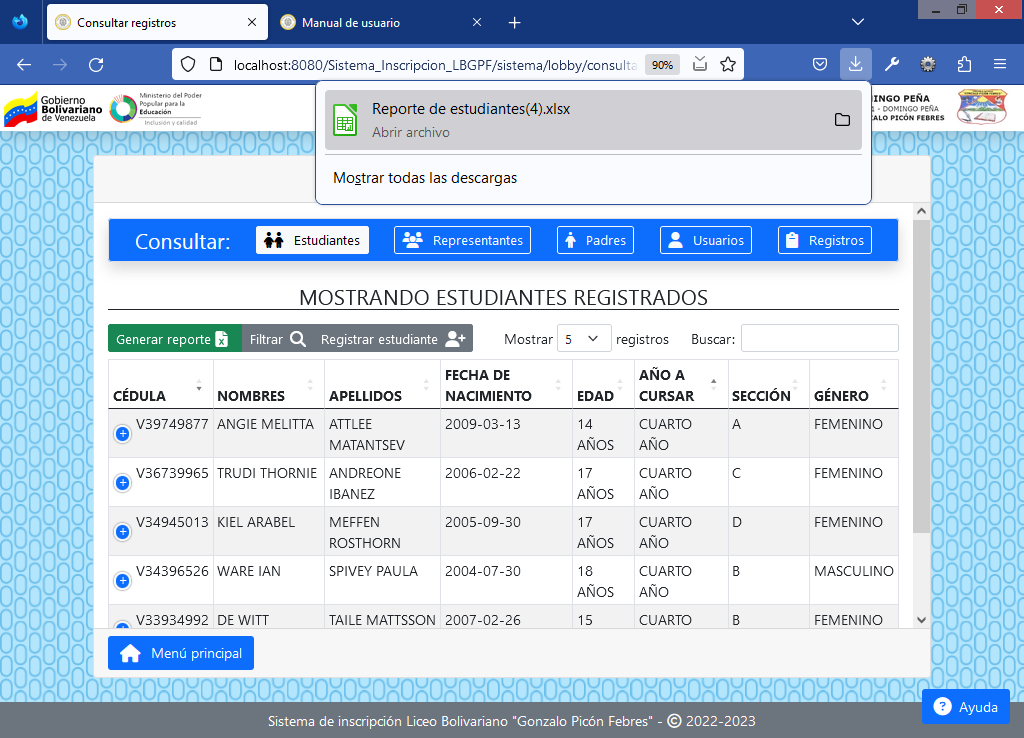 Consultar registros
Manual de usuario
localhost:8080/Sistema_Inscripcion_LBGPF/sistema/lobby/consulta
90%
Gobierno
Bolivariano
de Venezuela
Ministerio del Poder
Popular para la
Educación
Inclusión y calidad
Reporte de estudiantes(4).xlsx
Abrir archivo
Mostrar todas las descargas
MINGO PEÑA
1 - DOMINGO PEÑA
ZALO PICÓN FEBRES
Consultar:
Estudiantes
Representantes
Padres
Usuarios
Registros
MOSTRANDO ESTUDIANTES REGISTRADOS
Generar reporte
Filtrar
Registrar estudiante
Mostrar 5 registros
Buscar:
CÉDULA NOMBRES APELLIDOS FECHA DE NACIMIENTO EDAD AÑO A CURSAR SECCIÓN GÉNERO
V39749877 ANGIE MELITTA ATTLEE MATANTSEV 2009-03-13 14 AÑOS CUARTO AÑO A FEMENINO
V36739965 TRUDI THORNIE ANDREONE IBANEZ 2006-02-22 17 AÑOS CUARTO AÑO C FEMENINO
V34945013 KIEL ARABEL MEFFEN ROSTHORN 2005-09-30 17 AÑOS CUARTO AÑO D FEMENINO
V34396526 WARE IAN SPIVEY PAULA 2004-07-30 18 AÑOS CUARTO AÑO B MASCULINO
V33934992 DE WITT TAILE MATTSSON 2007-02-26 15 CUARTO B FEMENINO
Menú principal
Sistema de inscripción Liceo Bolivariano "Gonzalo Picón Febres" - © 2022-2023
Ayuda